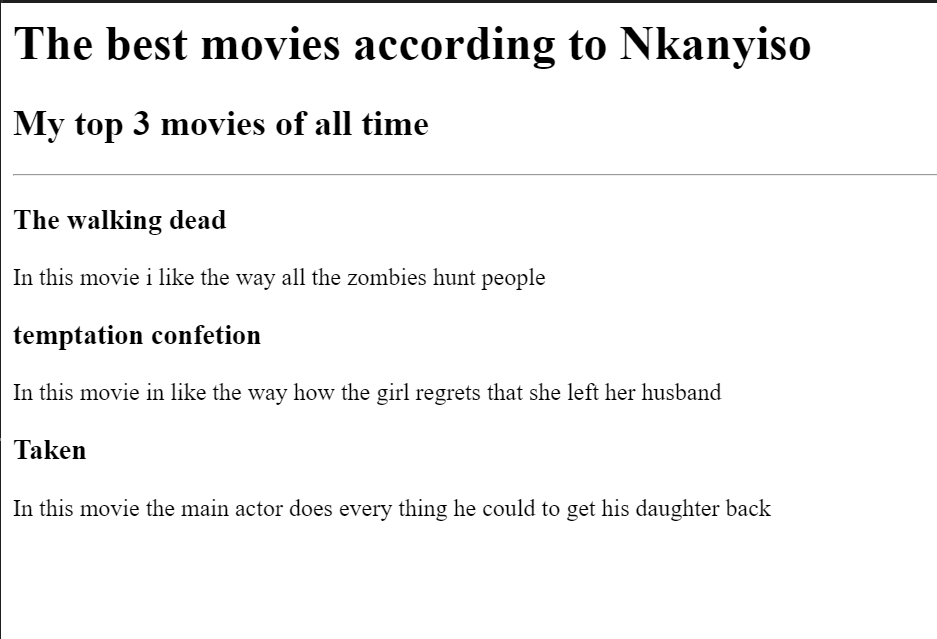 The best movies according to Nkanyiso
My top 3 movies of all time
The walking dead
In this movie i like the way all the zombies hunt people
temptation confetion
In this movie in like the way how the girl regrets that she left her husband
Taken
In this movie the main actor does every thing he could to get his daughter back